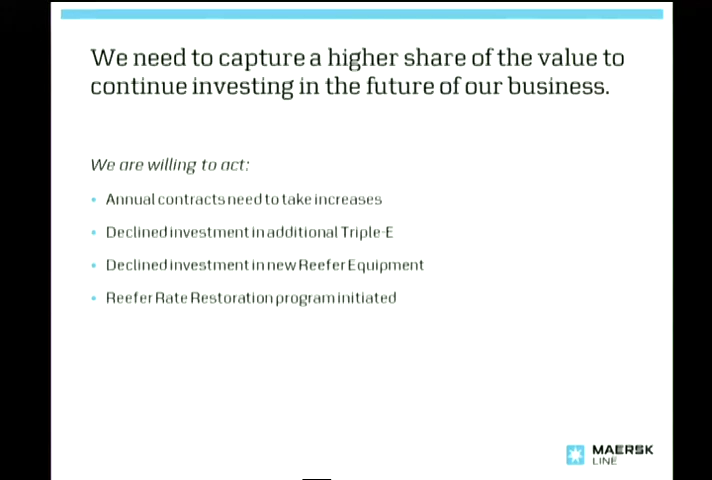 We need to capture a higher share of the value to
continue investing in the future of our business.
We are willing to act:
• Annual contracts need to take increases
• Declined investment in additional Triple-E
• Declined investment in new Reefer Equipment
• Reefer Rate Restoration program initiated
MAERSK
LINE